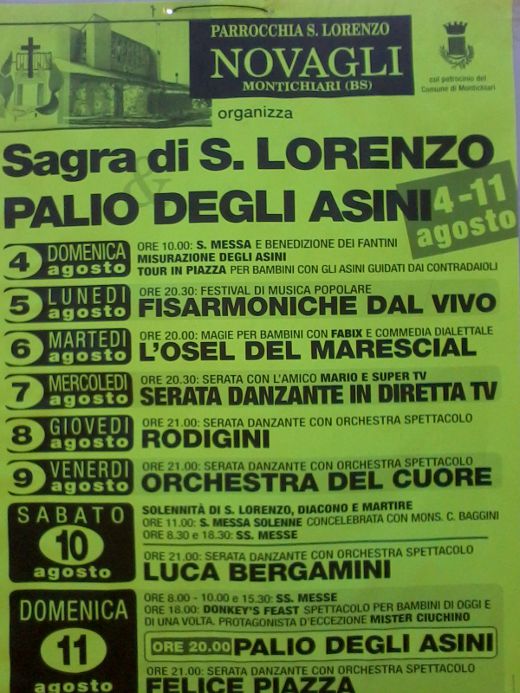 PARROCCHIA S. LORENZO
NOVAGLI
MONTICHIARI (BS)
col patrocinio del
Comune di Montichiari
organizza
Sagra di S. LORENZO
&
PALIO DEGLI ASINI
4-11
agosto
4 DOMENICA agosto
ORE 10.00: S. MESSA E BENEDIZIONE DEI FANTINI
MISURAZIONE DEGLI ASINI
TOUR IN PIAZZA PER BAMBINI CON GLI ASINI GUIDATI DAI CONTRADAIOLI
5 LUNEDI agosto
ORE 20.30: FESTIVAL DI MUSICA POPOLARE
FISARMONICHE DAL VIVO
6 MARTEDI agosto
ORE 20.00: MAGIE PER BAMBINI CON FABIX E COMMEDIA DIALETTALE
L'OSEL DEL MARESCIAL
7 MERCOLEDI agosto
ORE 20.30: SERATA CON L'AMICO MARIO E SUPER TV
SERATA DANZANTE IN DIRETTA TV
8 GIOVEDI agosto
ORE 21.00: SERATA DANZANTE CON ORCHESTRA SPETTACOLO
RODIGINI
9 VENERDI agosto
ORE 21.00: SERATA DANZANTE CON ORCHESTRA SPETTACOLO
ORCHESTRA DEL CUORE
SABATO
10
agosto
SOLENNITÀ DI S. LORENZO, DIACONO E MARTIRE
ORE 11.00: S. MESSA SOLENNE CONCELEBRATA CON MONS. C. BAGGINI
ORE 8.30 e 18.30: SS. MESSE
ORE 21.00: SERATA DANZANTE CON ORCHESTRA SPETTACOLO
LUCA BERGAMINI
DOMENICA
11
agosto
ORE 8.00 - 10.00 e 15.30: SS. MESSE
ORE 18.00: DONKEY'S FEAST SPETTACOLO PER BAMBINI DI OGGI E
DI UNA VOLTA. PROTAGONISTA D'ECCEZIONE MISTER CIUCHINO
ORE 20.00 PALIO DEGLI ASINI
ORE 21.00: SERATA DANZANTE CON ORCHESTRA SPETTACOLO
FELICE PIAZZA